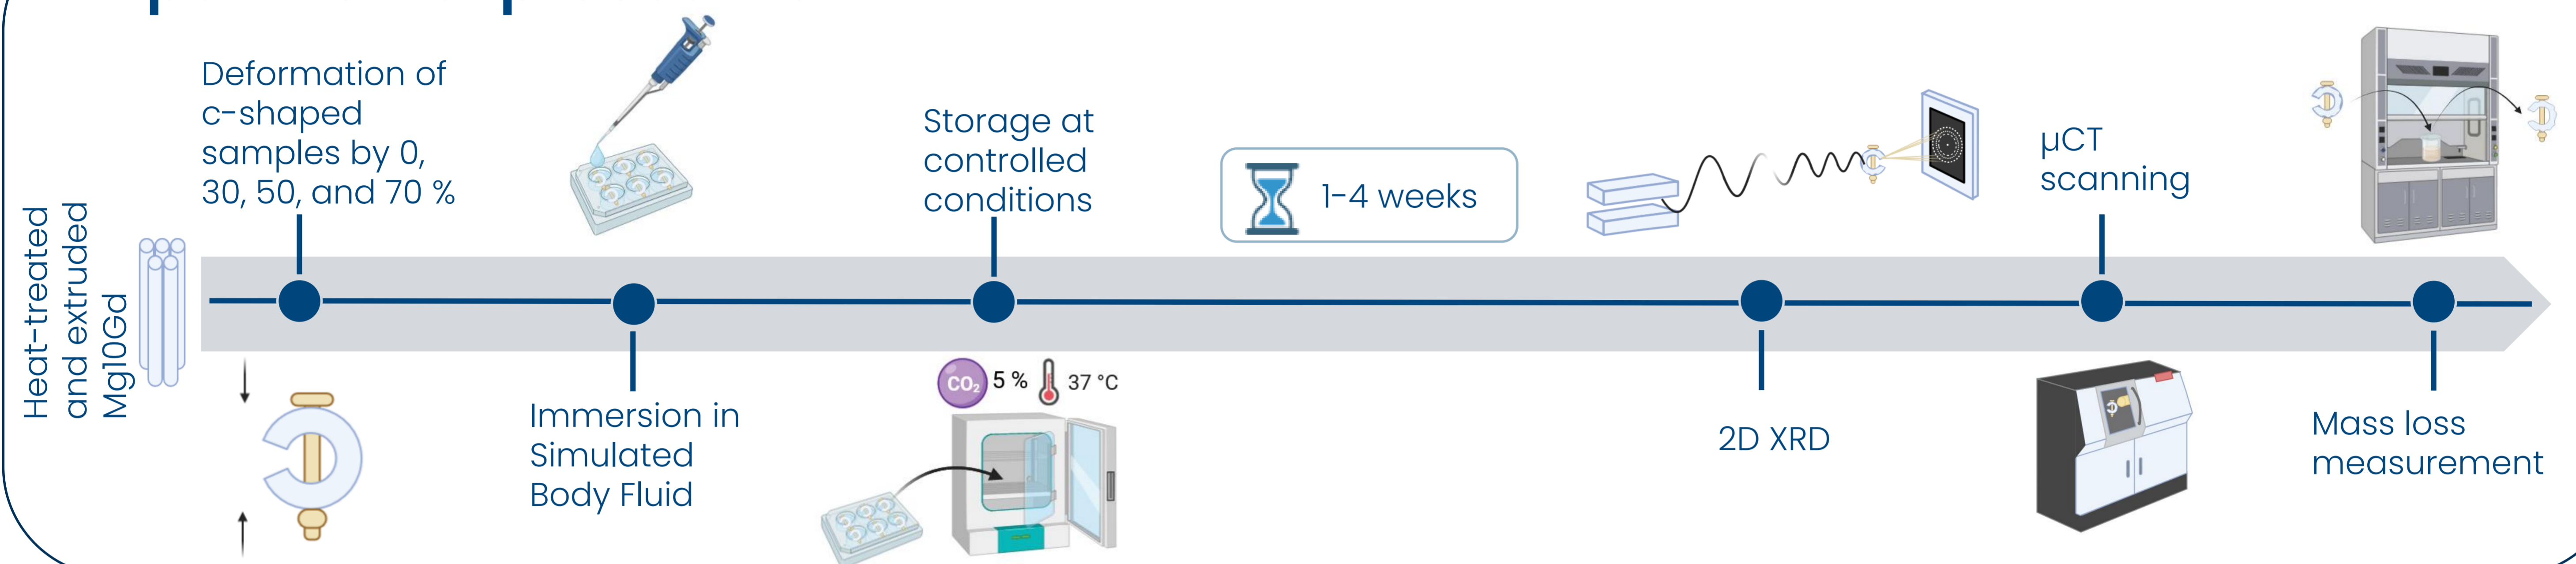 Heat-treated
and extruded
Mg10Gd
Deformation of
c-shaped
samples by 0,
30, 50, and 70 %
Immersion in
Simulated
Body Fluid
Storage at
controlled
conditions
CO₂ 5 % 37 °C
1-4 weeks
2D XRD
µCT
scanning
Mass loss
measurement